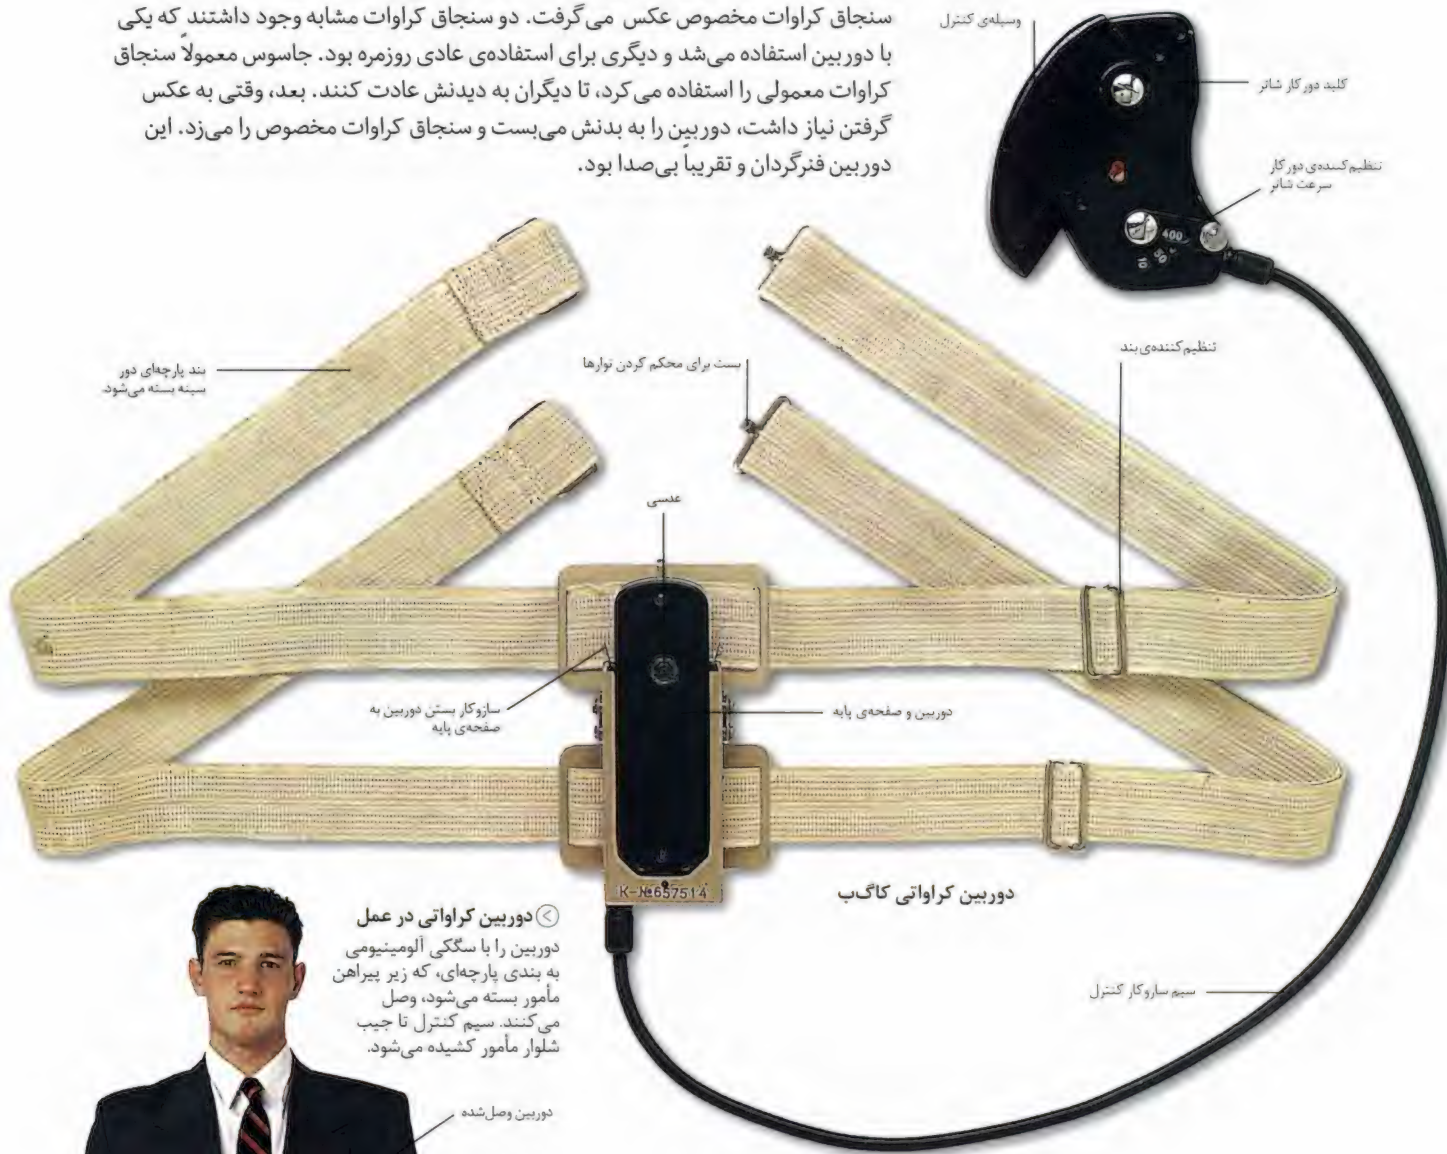 سنجاق کراوات مخصوص عکس می‌گرفت. دو سنجاق کراوات مشابه وجود داشتند که یکی
با دوربین استفاده می‌شد و دیگری برای استفاده‌ی عادی روزمره بود. جاسوس معمولاً سنجاق
کراوات معمولی را استفاده می‌کرد، تا دیگران به دیدنش عادت کنند. بعد، وقتی به عکس
گرفتن نیاز داشت، دوربین را به بدنش می‌بست و سنجاق کراوات مخصوص را می‌زد. این
دوربین فنرگردان و تقریباً بی‌صدا بود.
وسیله‌ی کنترل
کلید دور کار شاتر
تنظیم‌کننده‌ی دور کار
سرعت شاتر
400
50
10
تنظیم‌کننده‌ی بند
بست برای محکم کردن نوارها
بند پارچه‌ای دور
سینه بسته می‌شود.
عدسی
سازوکار بستن دوربین به
صفحه‌ی پایه
دوربین و صفحه‌ی پایه
K-№657514
دوربین کراواتی کاگ‌ب
دوربین کراواتی در عمل
دوربین را با سگکی آلومینیومی
به بندی پارچه‌ای، که زیر پیراهن
مأمور بسته می‌شود، وصل
می‌کنند. سیم کنترل تا جیب
شلوار مأمور کشیده می‌شود.
سیم سازوکار کنترل
دوربین وصل‌شده